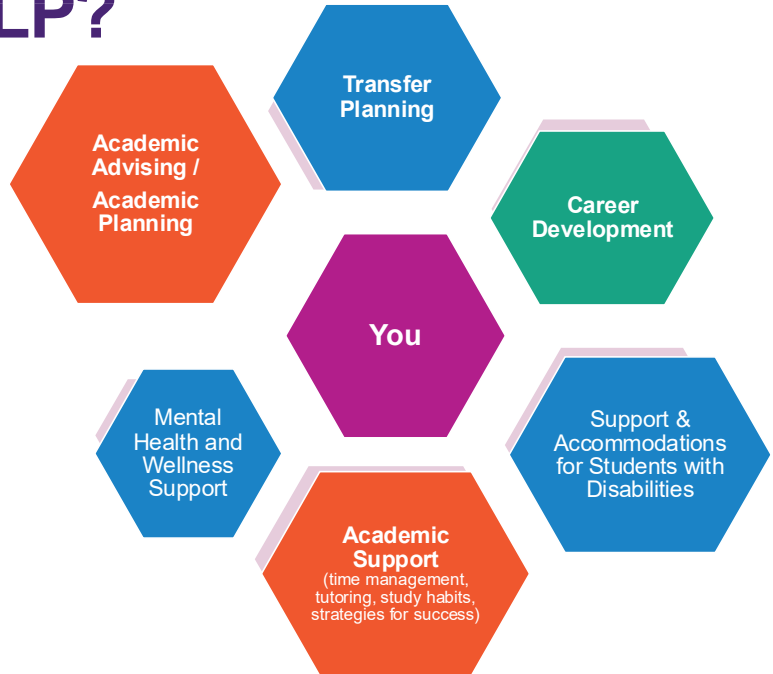 LP?
Transfer
Planning
Academic
Advising /
Academic
Planning
Career
Development
You
Mental
Health and
Wellness
Support
Support &
Accommodations
for Students with
Disabilities
Academic
Support
(time management,
tutoring, study habits,
strategies for success)